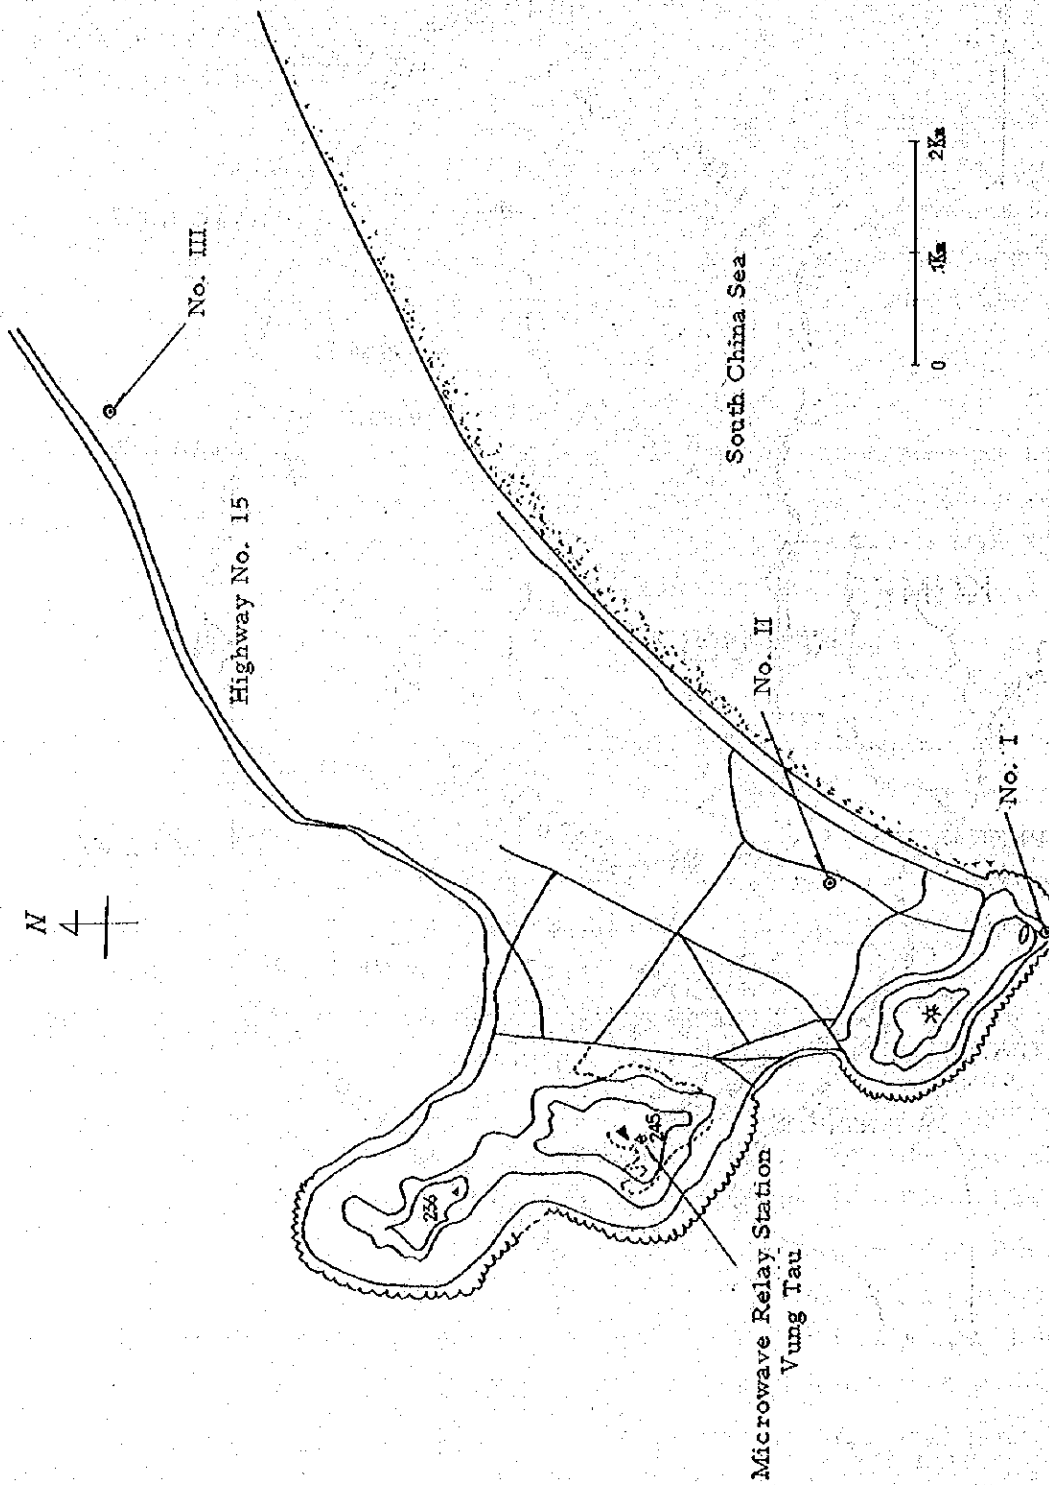 N
No. III
Highway No. 15
South China Sea
0 1Km 2Km
No. II
No. I
236
245
Microwave Relay Station
Vung Tau